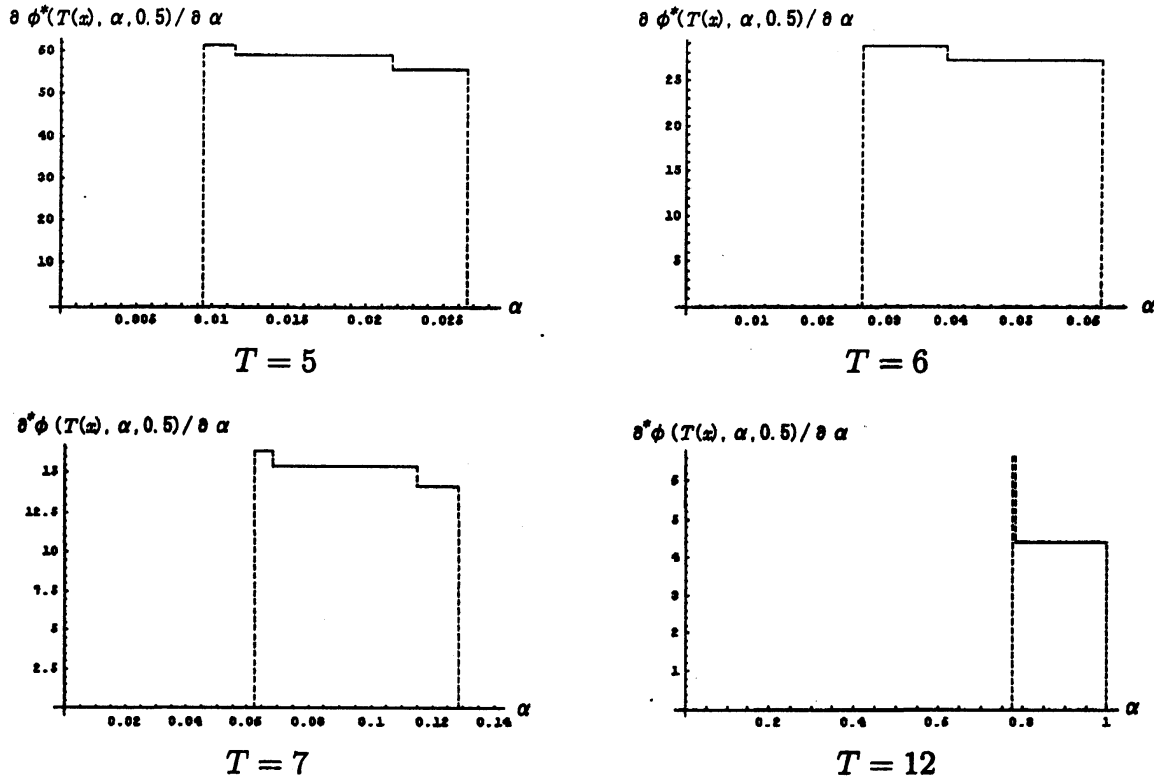 ∂ φ*(T(x), α, 0.5)/∂ α
60
50
40
30
20
10
0.005 0.01 0.015 0.02 0.025 α
T = 5
∂ φ*(T(x), α, 0.5)/∂ α
25
20
15
10
5
0.01 0.02 0.03 0.04 0.05 0.06 α
T = 6
∂*φ (T(x), α, 0.5)/∂ α
15
12.5
10
7.5
5
2.5
0.02 0.04 0.06 0.08 0.1 0.12 0.14 α
T = 7
∂*φ (T(x), α, 0.5)/∂ α
6
5
4
3
2
1
0.2 0.4 0.6 0.8 1 α
T = 12